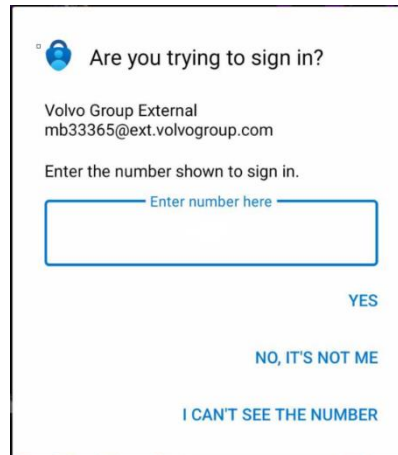 Are you trying to sign in?
Volvo Group External
mb33365@ext.volvogroup.com
Enter the number shown to sign in.
Enter number here
YES
NO, IT'S NOT ME
I CAN'T SEE THE NUMBER